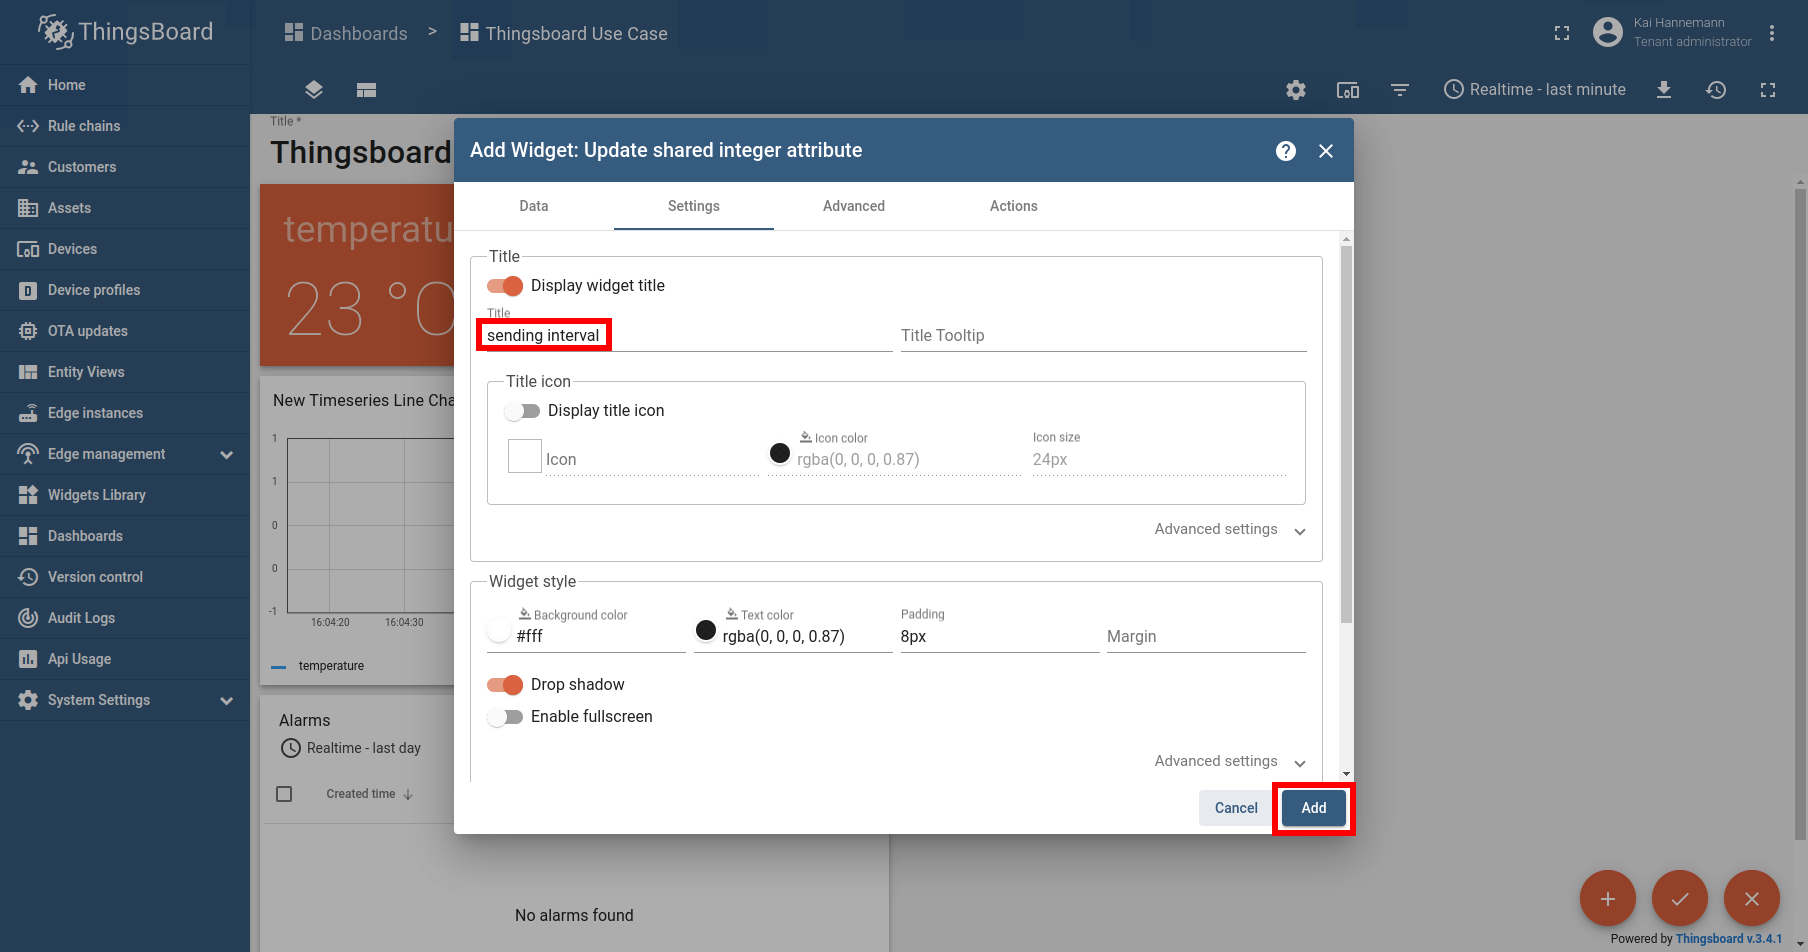 ThingsBoard
Dashboards > Thingsboard Use Case
Kai Hannemann
Tenant administrator
Realtime - last minute
Home
Rule chains
Customers
Assets
Devices
Device profiles
OTA updates
Entity Views
Edge instances
Edge management
Widgets Library
Dashboards
Version control
Audit Logs
Api Usage
System Settings
Title *
Thingsboard
temperatu
23 °C
New Timeseries Line Cha
1
1
0
0
-1
16:04:20 16:04:30
temperature
Alarms
Realtime - last day
Created time
No alarms found
Add Widget: Update shared integer attribute
Data Settings Advanced Actions
Title
Display widget title
Title
sending interval
Title Tooltip
Title icon
Display title icon
Icon
Icon color
rgba(0, 0, 0, 0.87)
Icon size
24px
Advanced settings
Widget style
Background color
#fff
Text color
rgba(0, 0, 0, 0.87)
Padding
8px
Margin
Drop shadow
Enable fullscreen
Advanced settings
Cancel Add
Powered by Thingsboard v.3.4.1